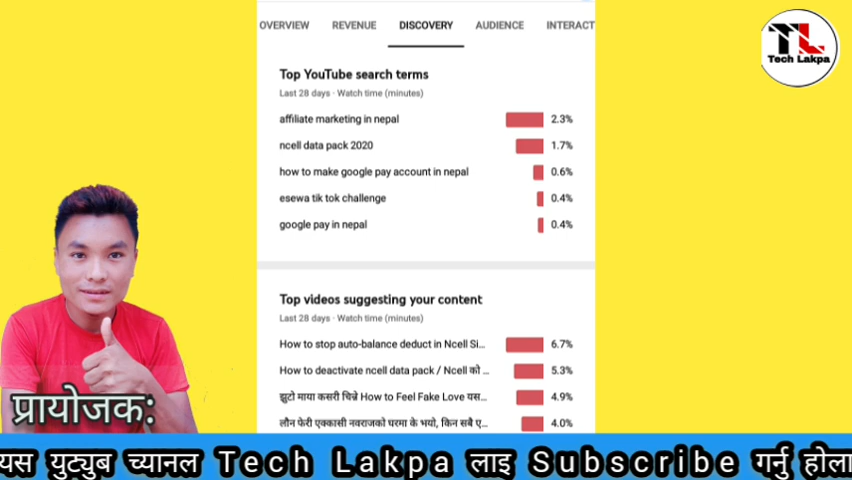 OVERVIEW REVENUE DISCOVERY AUDIENCE INTERACT
TL
Tech Lakpa
Top YouTube search terms
Last 28 days · Watch time (minutes)
affiliate marketing in nepal 2.3%
ncell data pack 2020 1.7%
how to make google pay account in nepal 0.6%
esewa tik tok challenge 0.4%
google pay in nepal 0.4%
Top videos suggesting your content
Last 28 days · Watch time (minutes)
How to stop auto-balance deduct in Ncell Si... 6.7%
How to deactivate ncell data pack / Ncell को ... 5.3%
झुटो माया कसरी चिन्ने How to Feel Fake Love यस... 4.9%
लौन फेरी एक्कासी नवराजको घरमा के भयो, किन सबै ए... 4.0%
प्रायोजक:
यस युट्युब च्यानल Tech Lakpa लाइ Subscribe गर्नु होला